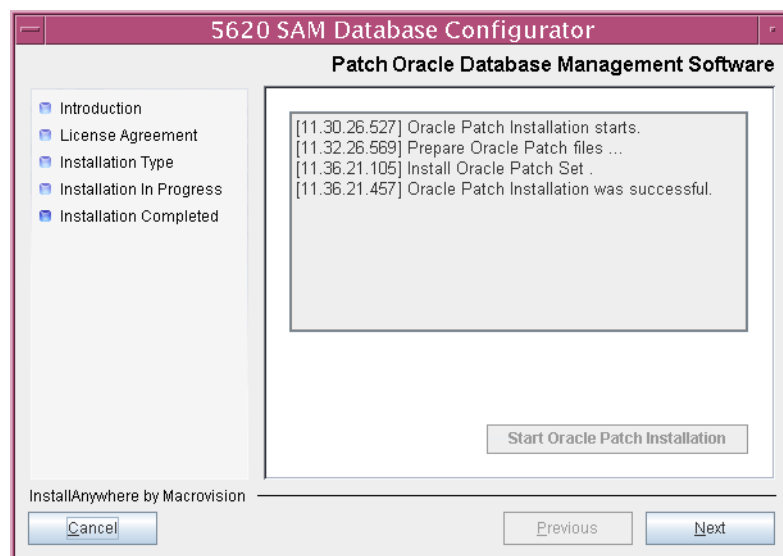 5620 SAM Database Configurator
Patch Oracle Database Management Software
Introduction
License Agreement
Installation Type
Installation In Progress
Installation Completed
[11.30.26.527] Oracle Patch Installation starts.
[11.32.26.569] Prepare Oracle Patch files ...
[11.36.21.105] Install Oracle Patch Set .
[11.36.21.457] Oracle Patch Installation was successful.
Start Oracle Patch Installation
InstallAnywhere by Macrovision
Cancel
Previous
Next